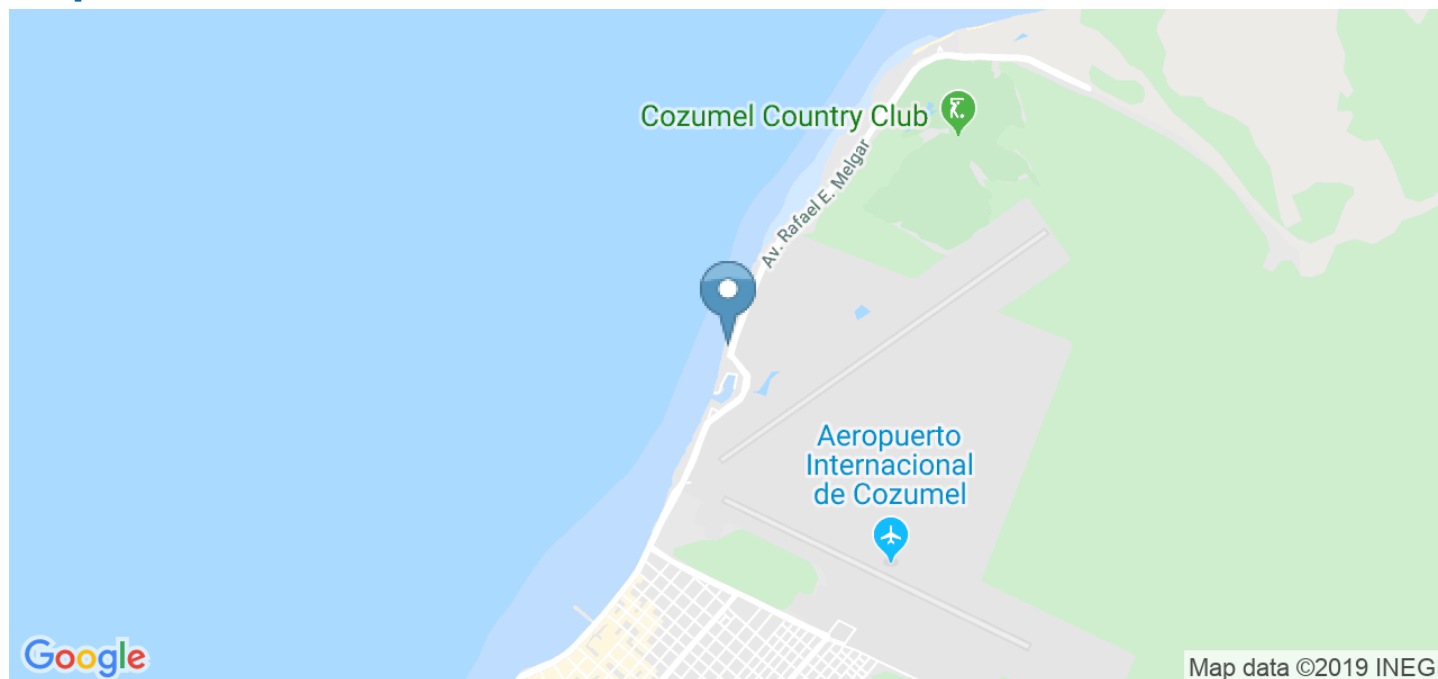 Cozumel Country Club
Av. Rafael E. Melgar
Aeropuerto
Internacional
de Cozumel
Google
Map data ©2019 INEG